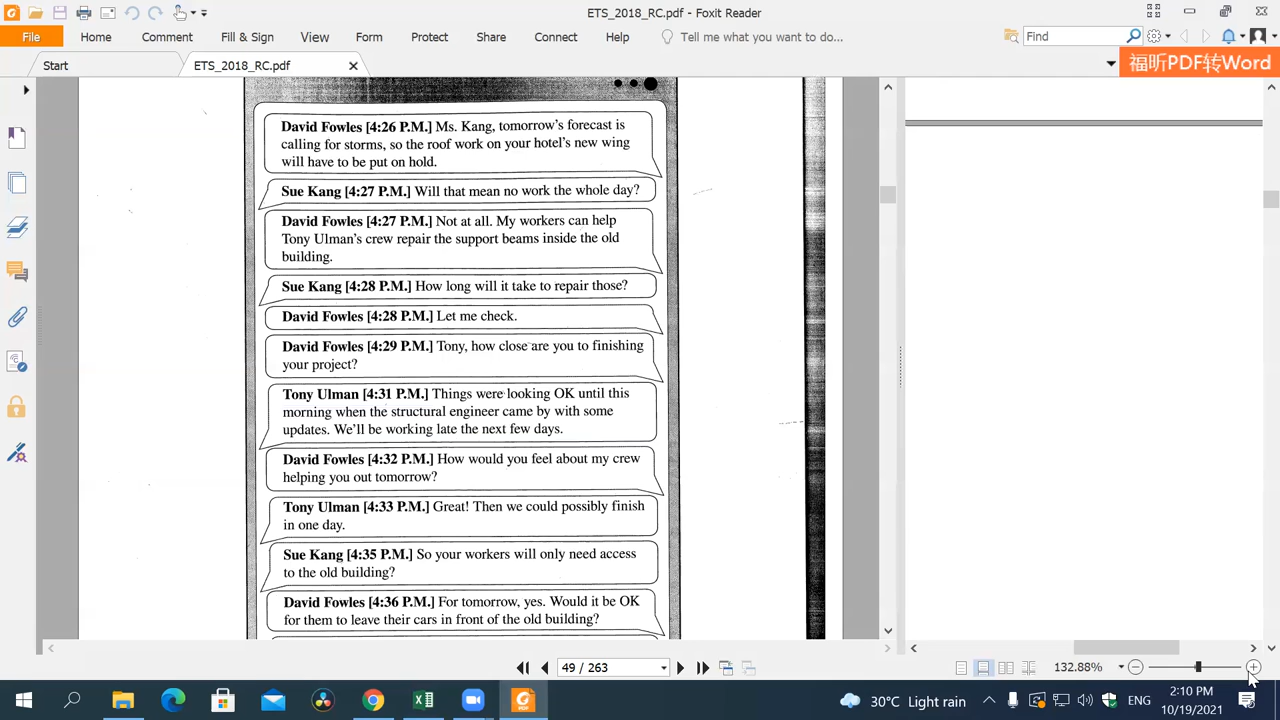 ETS_2018_RC.pdf - Foxit Reader
File Home Comment Fill & Sign View Form Protect Share Connect Help Tell me what you want to do... Find
Start ETS_2018_RC.pdf 福昕PDF转Word
David Fowles [4:26 P.M.] Ms. Kang, tomorrow's forecast is
calling for storms, so the roof work on your hotel's new wing
will have to be put on hold.
Sue Kang [4:27 P.M.] Will that mean no work the whole day?
David Fowles [4:27 P.M.] Not at all. My workers can help
Tony Ulman's crew repair the support beams inside the old
building.
Sue Kang [4:28 P.M.] How long will it take to repair those?
David Fowles [4:28 P.M.] Let me check.
David Fowles [4:29 P.M.] Tony, how close are you to finishing
your project?
Tony Ulman [4:31 P.M.] Things were looking OK until this
morning when the structural engineer came by with some
updates. We'll be working late the next few days.
David Fowles [4:32 P.M.] How would you feel about my crew
helping you out tomorrow?
Tony Ulman [4:33 P.M.] Great! Then we could possibly finish
in one day.
Sue Kang [4:35 P.M.] So your workers will only need access
to the old building?
David Fowles [4:36 P.M.] For tomorrow, yes. Would it be OK
for them to leave their cars in front of the old building?
49 / 263 132.88%
30°C Light rain ENG 2:10 PM
10/19/2021